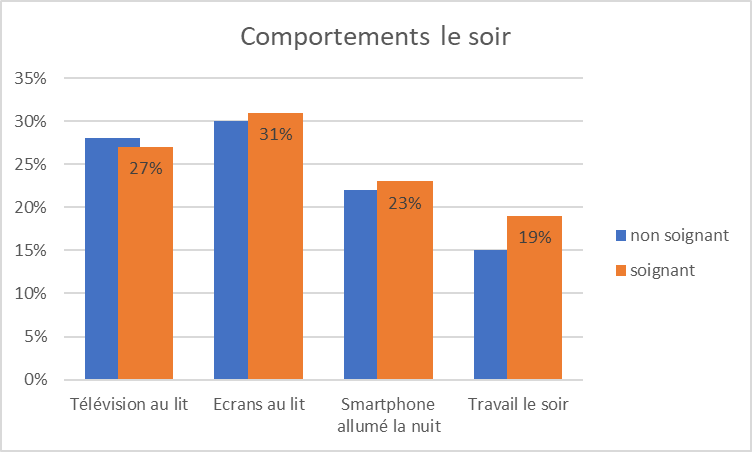 Comportements le soir
35%
30%
25%
20%
15%
10%
5%
0%
27%
31%
23%
19%
Télévision au lit
Ecrans au lit
Smartphone
allumé la nuit
Travail le soir
non soignant
soignant